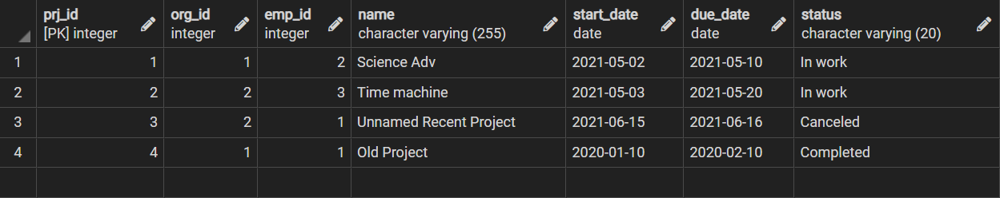 prj_id org_id emp_id name start_date due_date status
[PK] integer integer integer character varying (255) date date character varying (20)
1 1 1 2 Science Adv 2021-05-02 2021-05-10 In work
2 2 2 3 Time machine 2021-05-03 2021-05-20 In work
3 3 2 1 Unnamed Recent Project 2021-06-15 2021-06-16 Canceled
4 4 1 1 Old Project 2020-01-10 2020-02-10 Completed